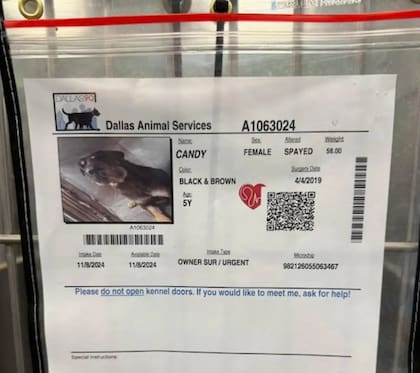 DALLAS90
Dallas Animal Services A1063024
Name: Sex: Altered Weight
CANDY FEMALE SPAYED 58.00
Color: Surgery Date
BLACK & BROWN 4/4/2019
Age:
5Y
A1063024
Intake Date Available Date Intake Type Microchip
11/8/2024 11/8/2024 OWNER SUR / URGENT 982126055063467
Please do not open kennel doors. If you would like to meet me, ask for help!
Special Instructions: